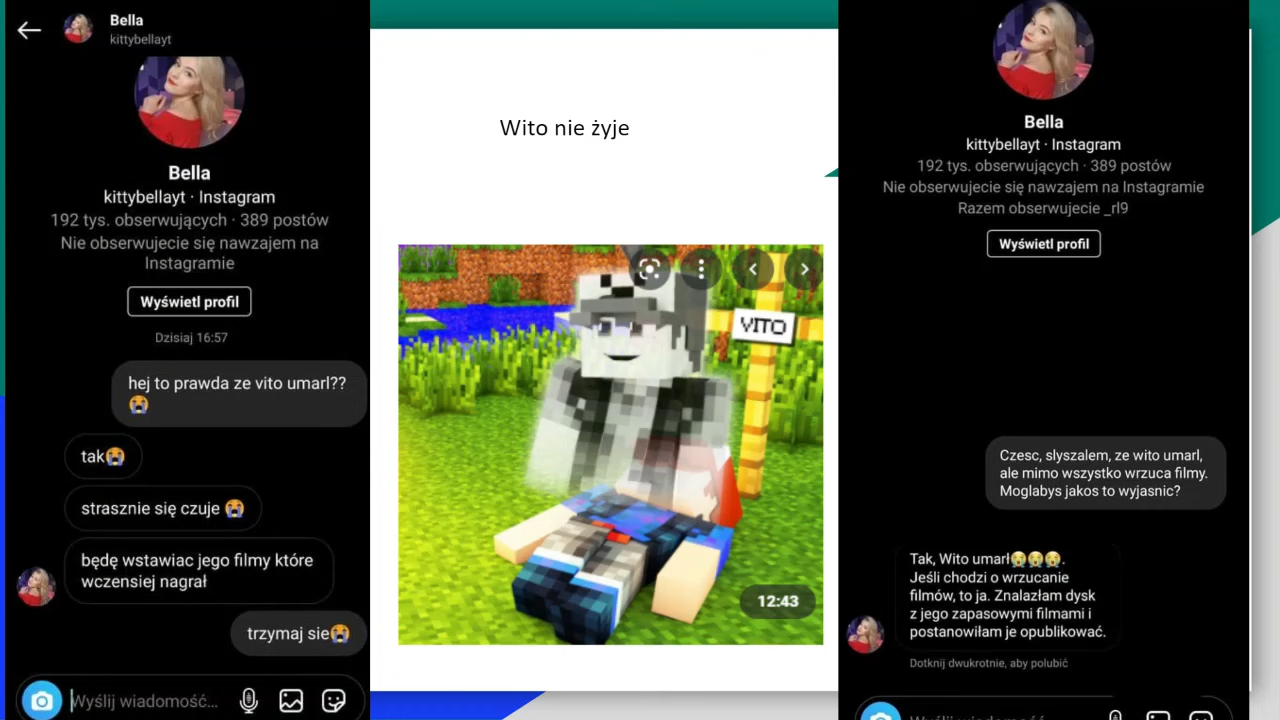 Bella
kittybellayt
Bella
kittybellayt · Instagram
192 tys. obserwujących · 389 postów
Nie obserwujecie się nawzajem na
Instagramie
Wyświetl profil
Dzisiaj 16:57
hej to prawda ze vito umarl??
😭
tak😭
strasznie się czuje 😭
będę wstawiac jego filmy które
wczensiej nagrał
trzymaj sie😭
Wyślij wiadomość...
Wito nie żyje
VITO
12:43
Bella
kittybellayt · Instagram
192 tys. obserwujących · 389 postów
Nie obserwujecie się nawzajem na Instagramie
Razem obserwujecie _rl9
Wyświetl profil
Czesc, slyszalem, ze wito umarl,
ale mimo wszystko wrzuca filmy.
Moglabys jakos to wyjasnic?
Tak, Wito umarł😭😭😭.
Jeśli chodzi o wrzucanie
filmów, to ja. Znalazłam dysk
z jego zapasowymi filmami i
postanowiłam je opublikować.
Dotknij dwukrotnie, aby polubić
Wyślij wiadomość...